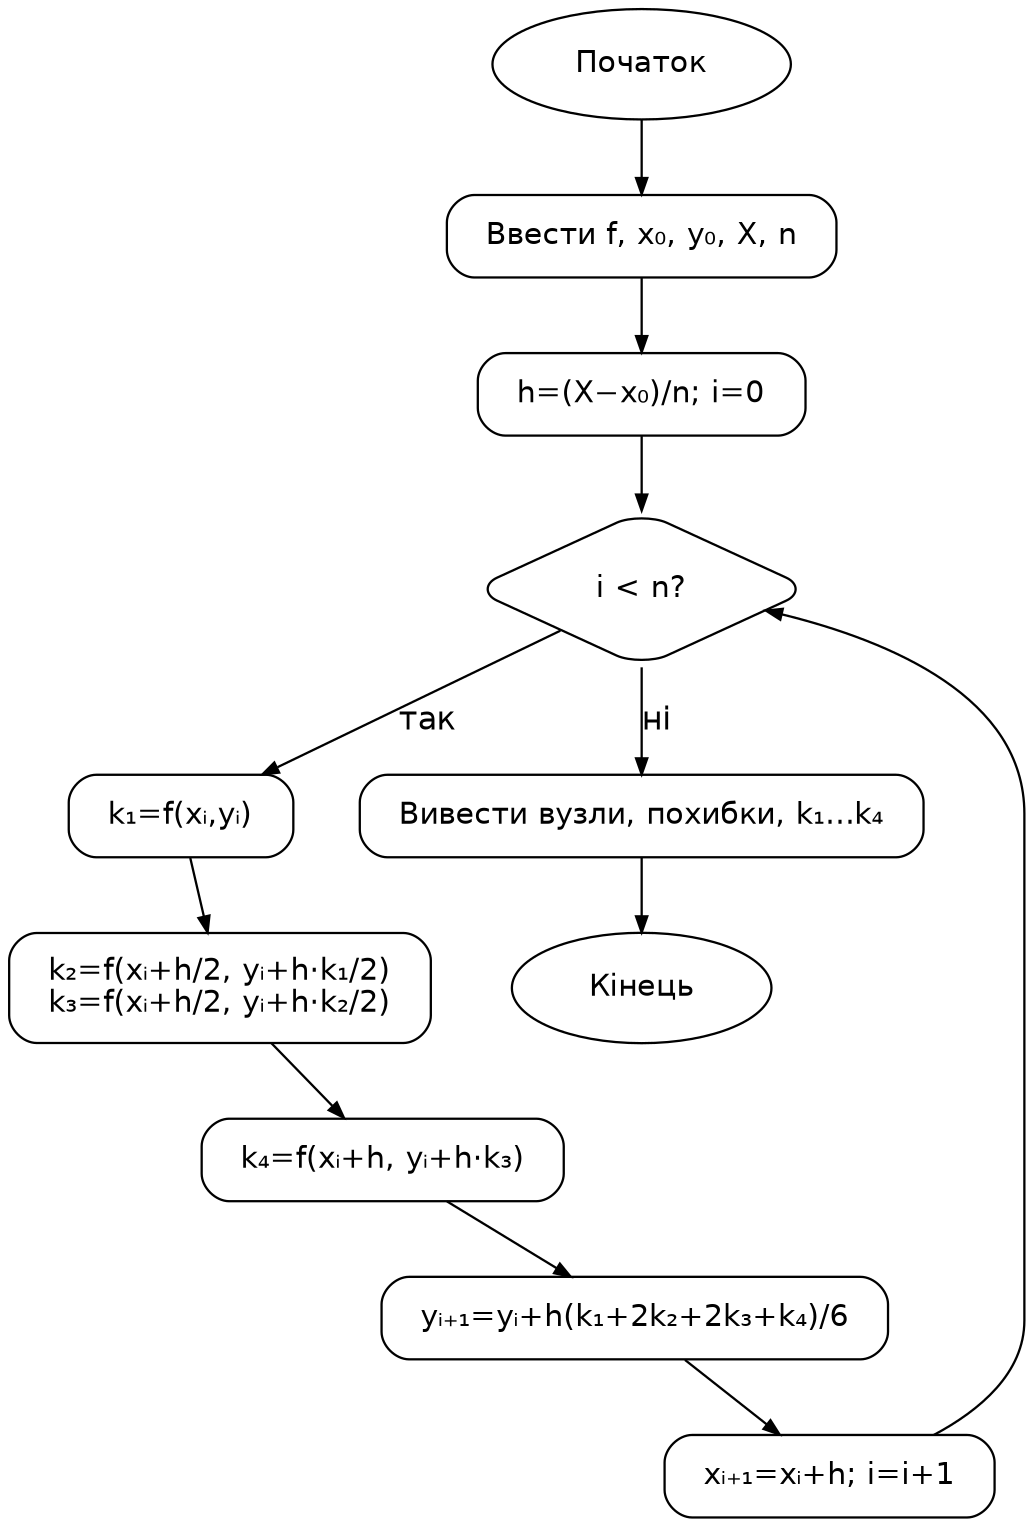 Початок
Ввести f, x₀, y₀, X, n
h=(X−x₀)/n; i=0
i < n?
так
ні
k₁=f(xᵢ,yᵢ)
Вивести вузли, похибки, k₁…k₄
k₂=f(xᵢ+h/2, yᵢ+h·k₁/2)
k₃=f(xᵢ+h/2, yᵢ+h·k₂/2)
Кінець
k₄=f(xᵢ+h, yᵢ+h·k₃)
yᵢ₊₁=yᵢ+h(k₁+2k₂+2k₃+k₄)/6
xᵢ₊₁=xᵢ+h; i=i+1